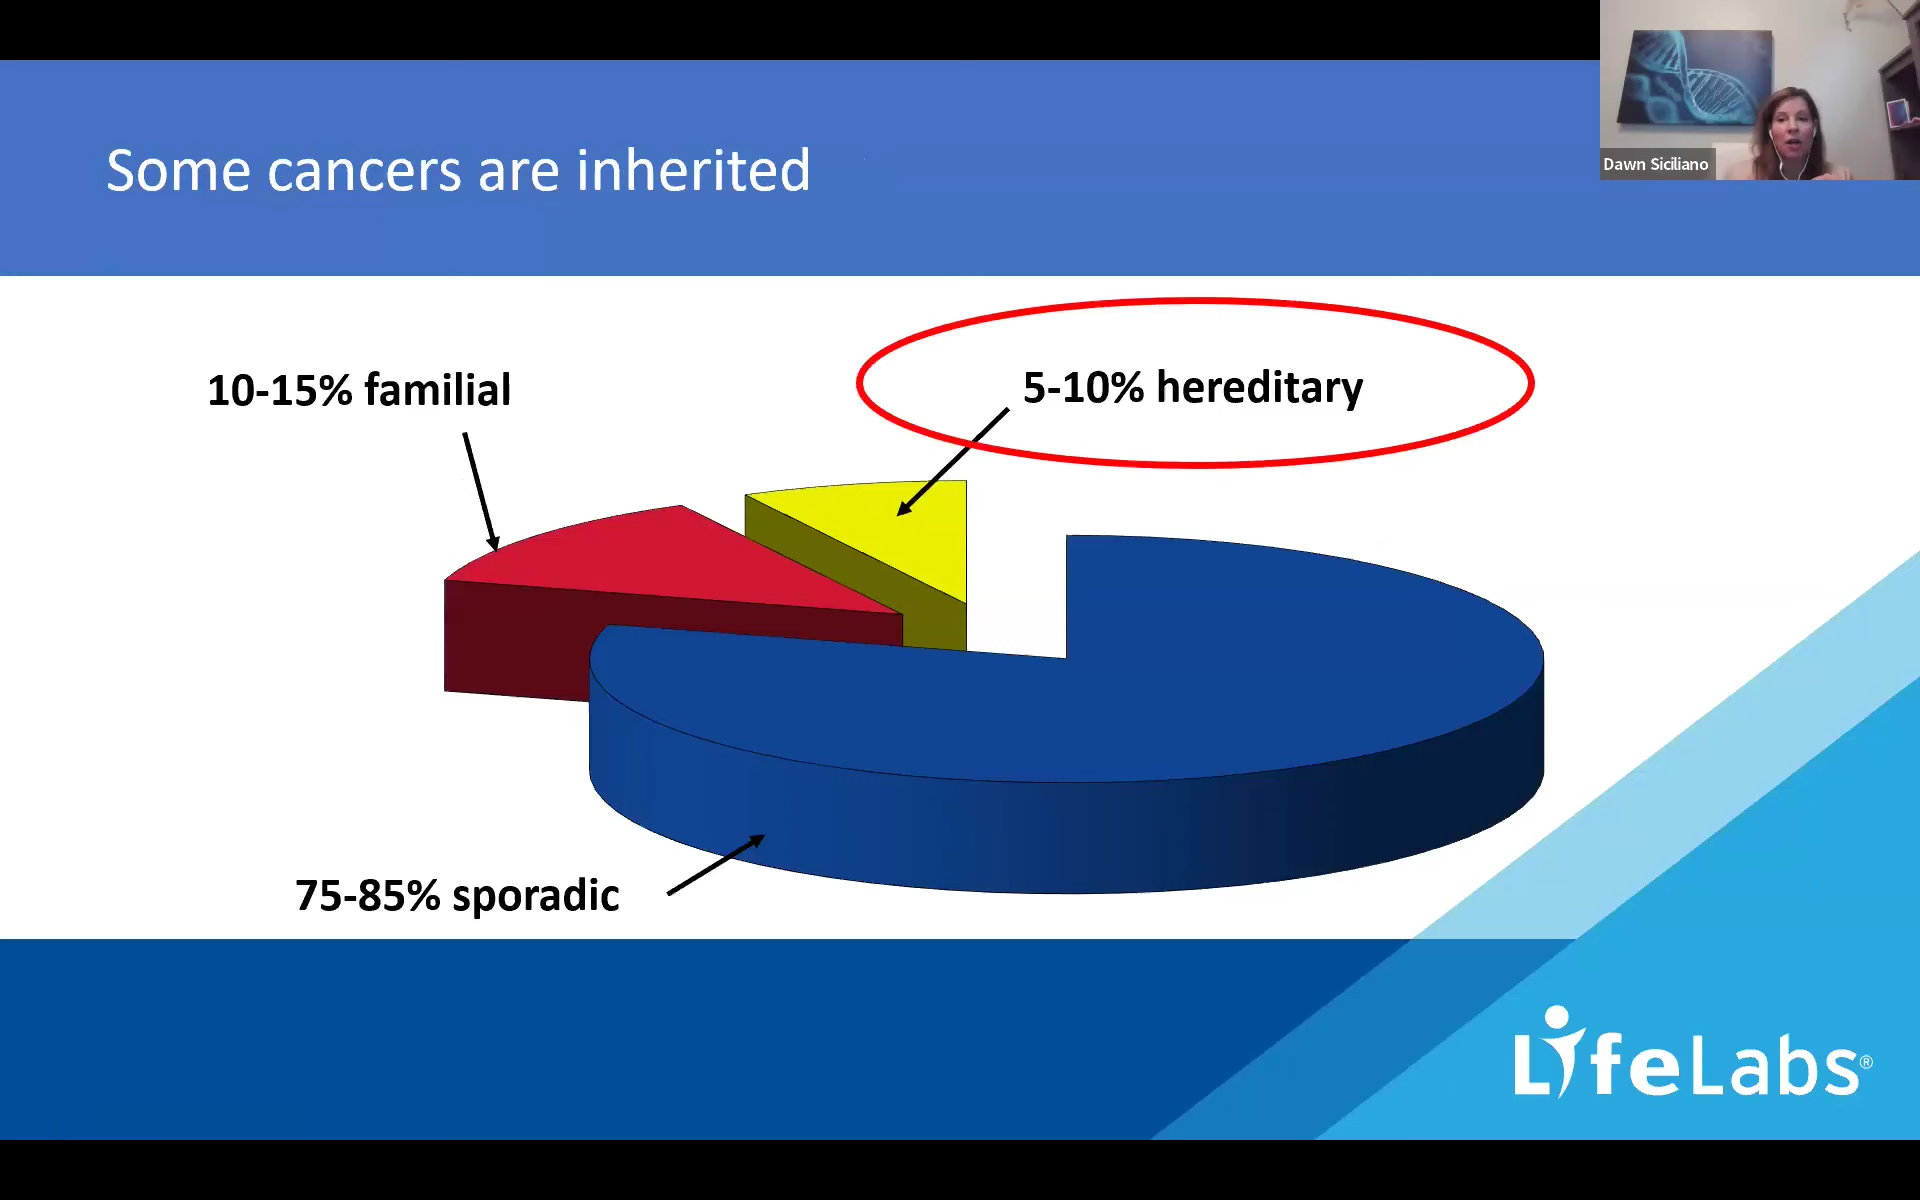 Some cancers are inherited
Dawn Siciliano
10-15% familial
5-10% hereditary
75-85% sporadic
LifeLabs®